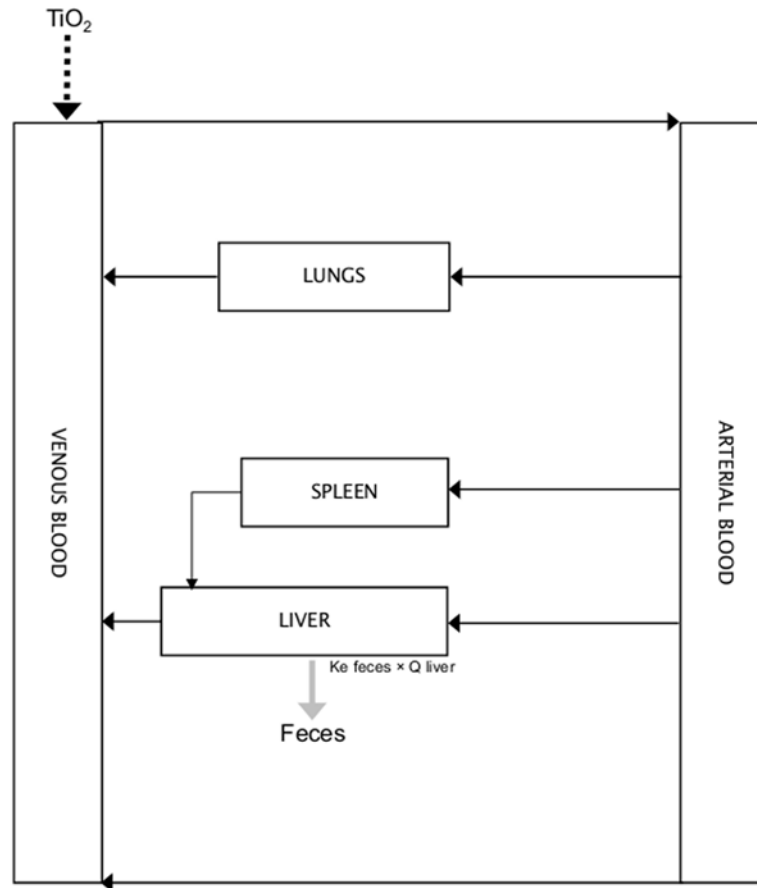 TiO₂
LUNGS
VENOUS BLOOD
ARTERIAL BLOOD
SPLEEN
LIVER
Ke feces × Q liver
Feces